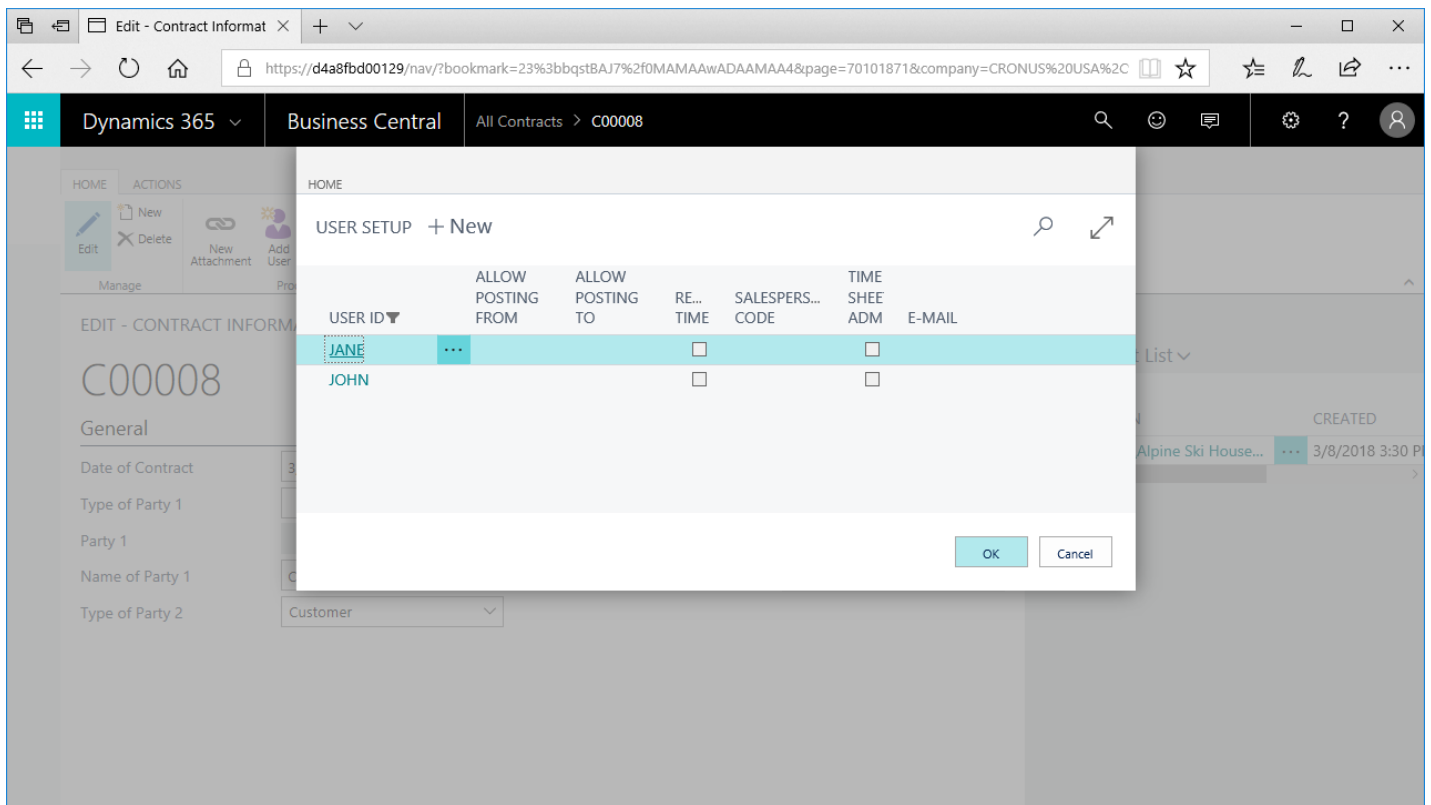 Edit - Contract Informat
https://d4a8fbd00129/nav/?bookmark=23%3bbqstBAJ7%2f0MAMAAwADAAMAA4&page=70101871&company=CRONUS%20USA%2C
Dynamics 365
Business Central
All Contracts > C00008
HOME ACTIONS
HOME
New
Delete
Edit
New
Attachment
Add
User
Manage
Pro
USER SETUP + New
USER ID
ALLOW
POSTING
FROM
ALLOW
POSTING
TO
RE...
TIME
SALESPERS...
CODE
TIME
SHEE
ADM
E-MAIL
JANE
JOHN
OK
Cancel
EDIT - CONTRACT INFORM
C00008
General
Date of Contract
3
Type of Party 1
Party 1
Name of Party 1
Type of Party 2
Customer
t List
CREATED
Alpine Ski House... 3/8/2018 3:30 P